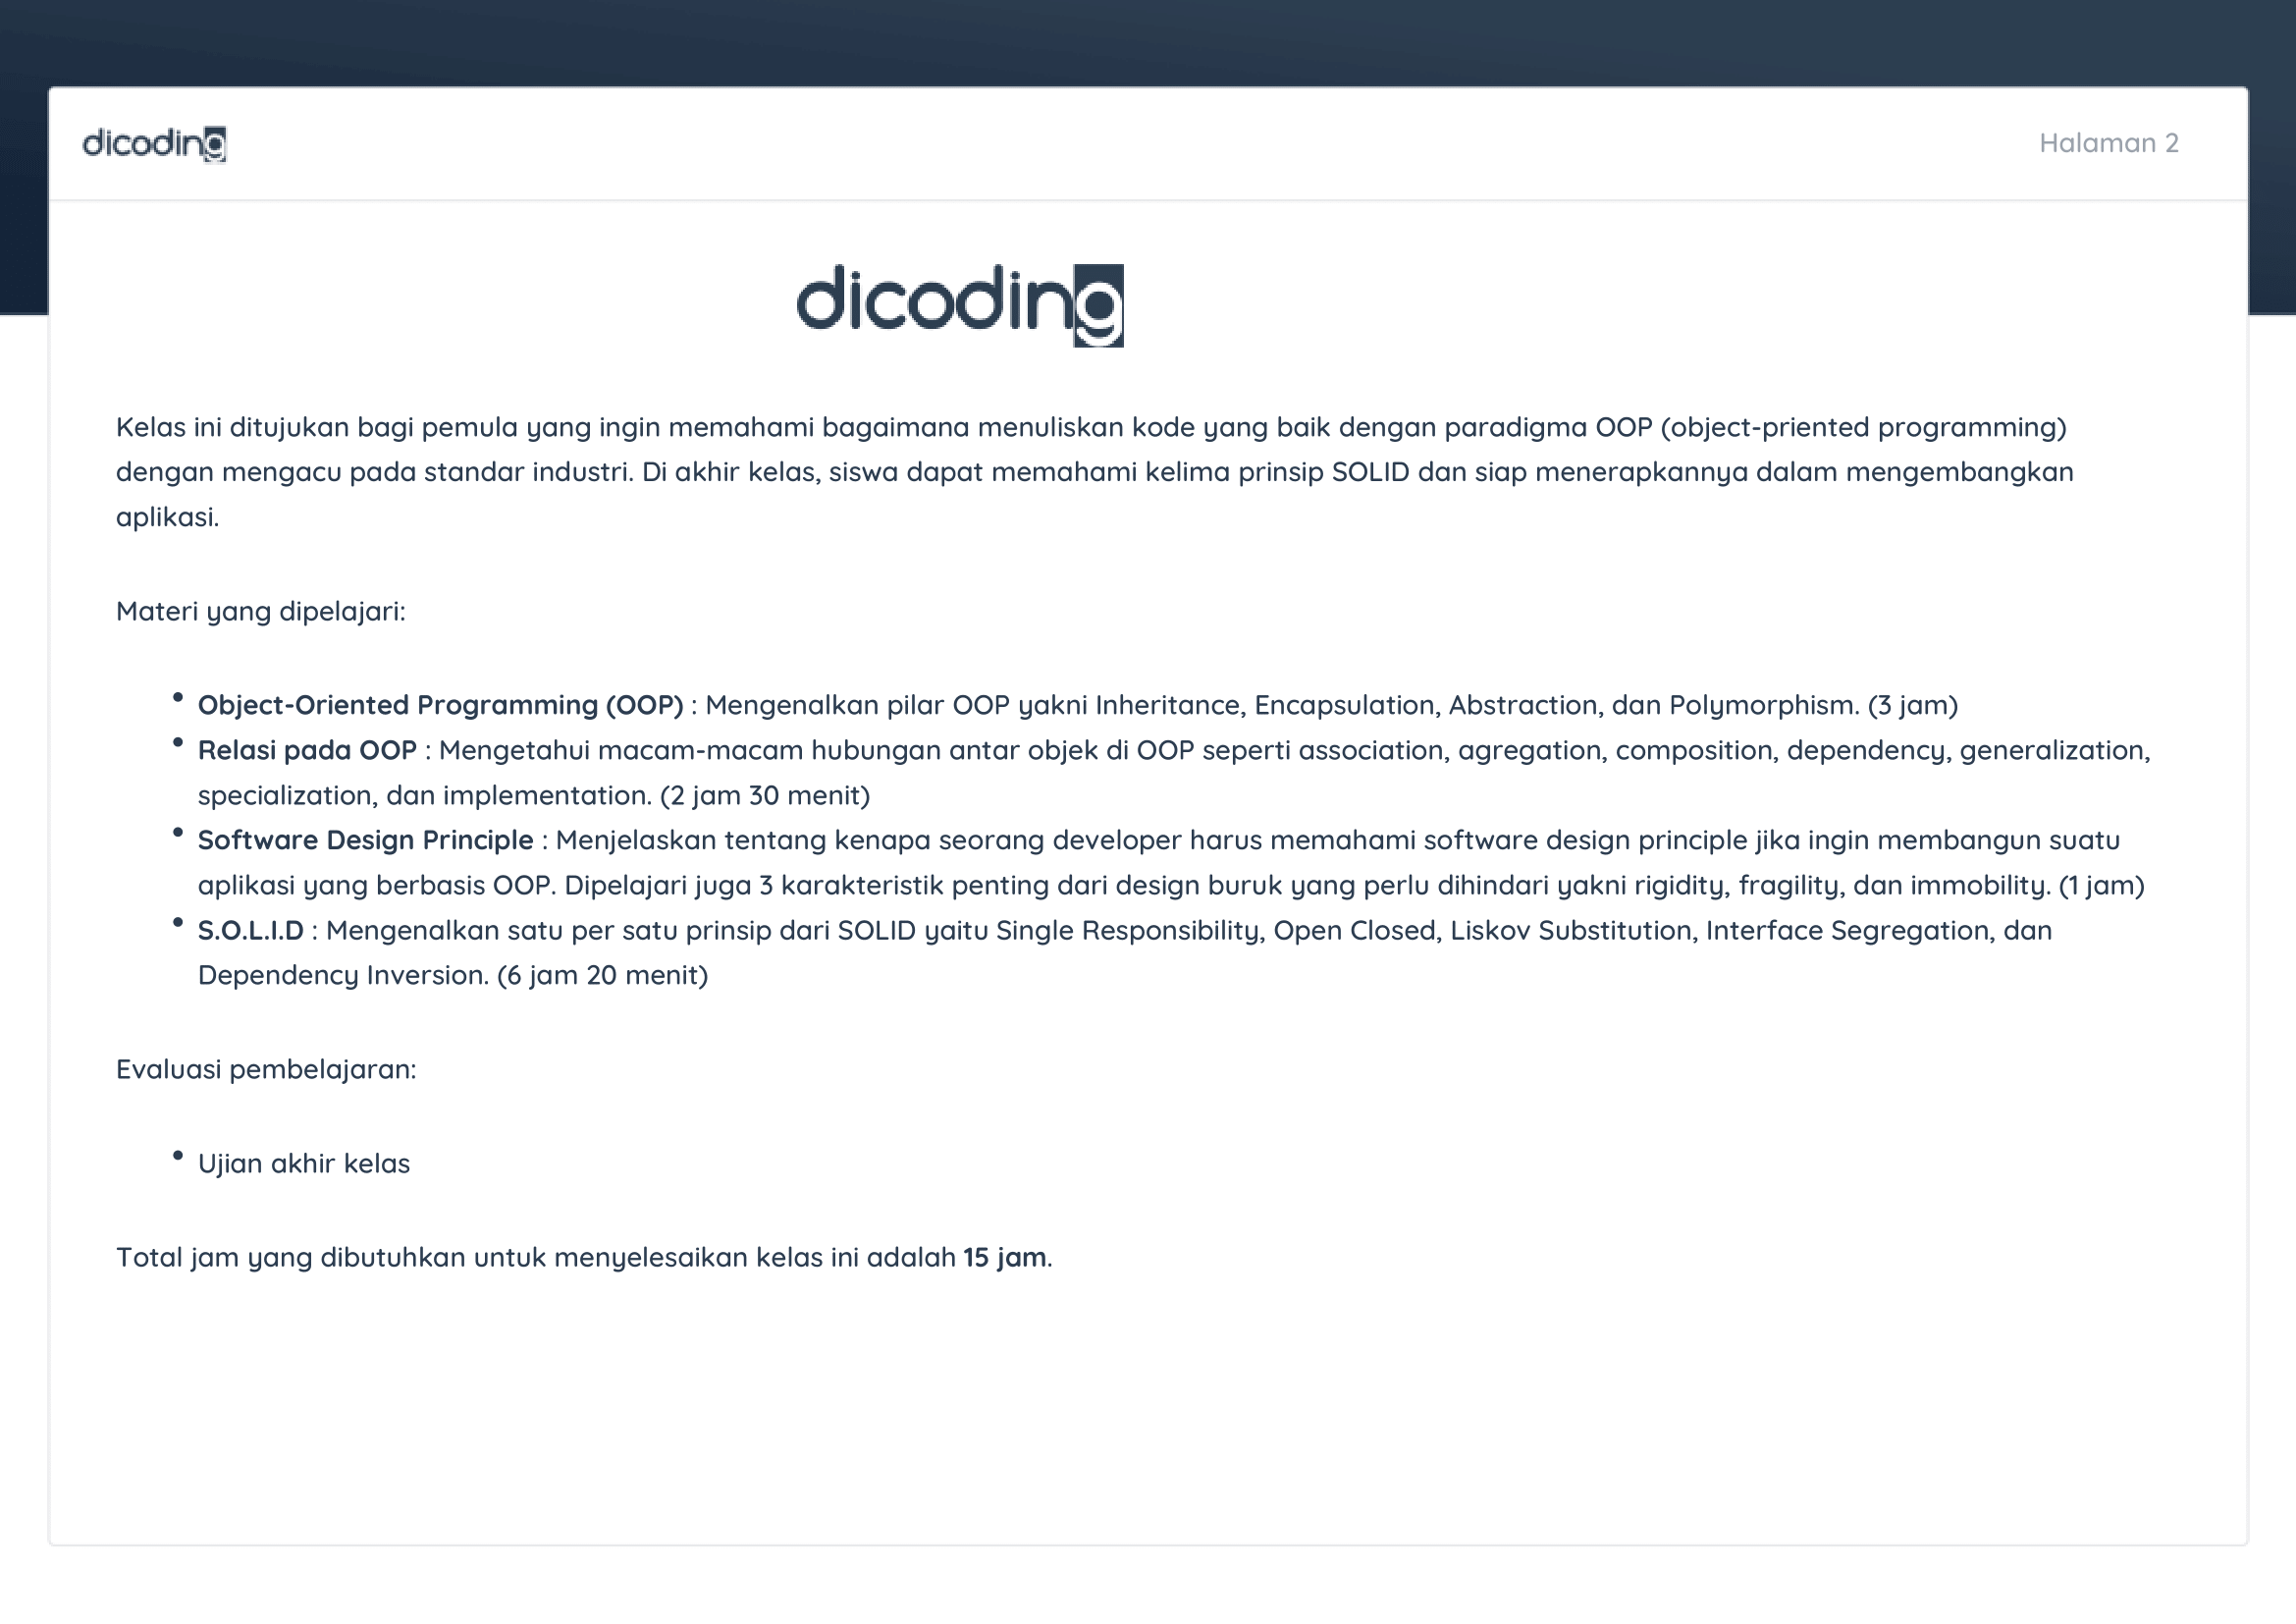 dicoding
Halaman 2
dicoding
Kelas ini ditujukan bagi pemula yang ingin memahami bagaimana menuliskan kode yang baik dengan paradigma OOP (object-priented programming)
dengan mengacu pada standar industri. Di akhir kelas, siswa dapat memahami kelima prinsip SOLID dan siap menerapkannya dalam mengembangkan
aplikasi.
Materi yang dipelajari:
• Object-Oriented Programming (OOP) : Mengenalkan pilar OOP yakni Inheritance, Encapsulation, Abstraction, dan Polymorphism. (3 jam)
• Relasi pada OOP : Mengetahui macam-macam hubungan antar objek di OOP seperti association, agregation, composition, dependency, generalization,
specialization, dan implementation. (2 jam 30 menit)
• Software Design Principle : Menjelaskan tentang kenapa seorang developer harus memahami software design principle jika ingin membangun suatu
aplikasi yang berbasis OOP. Dipelajari juga 3 karakteristik penting dari design buruk yang perlu dihindari yakni rigidity, fragility, dan immobility. (1 jam)
• S.O.L.I.D : Mengenalkan satu per satu prinsip dari SOLID yaitu Single Responsibility, Open Closed, Liskov Substitution, Interface Segregation, dan
Dependency Inversion. (6 jam 20 menit)
Evaluasi pembelajaran:
• Ujian akhir kelas
Total jam yang dibutuhkan untuk menyelesaikan kelas ini adalah 15 jam.